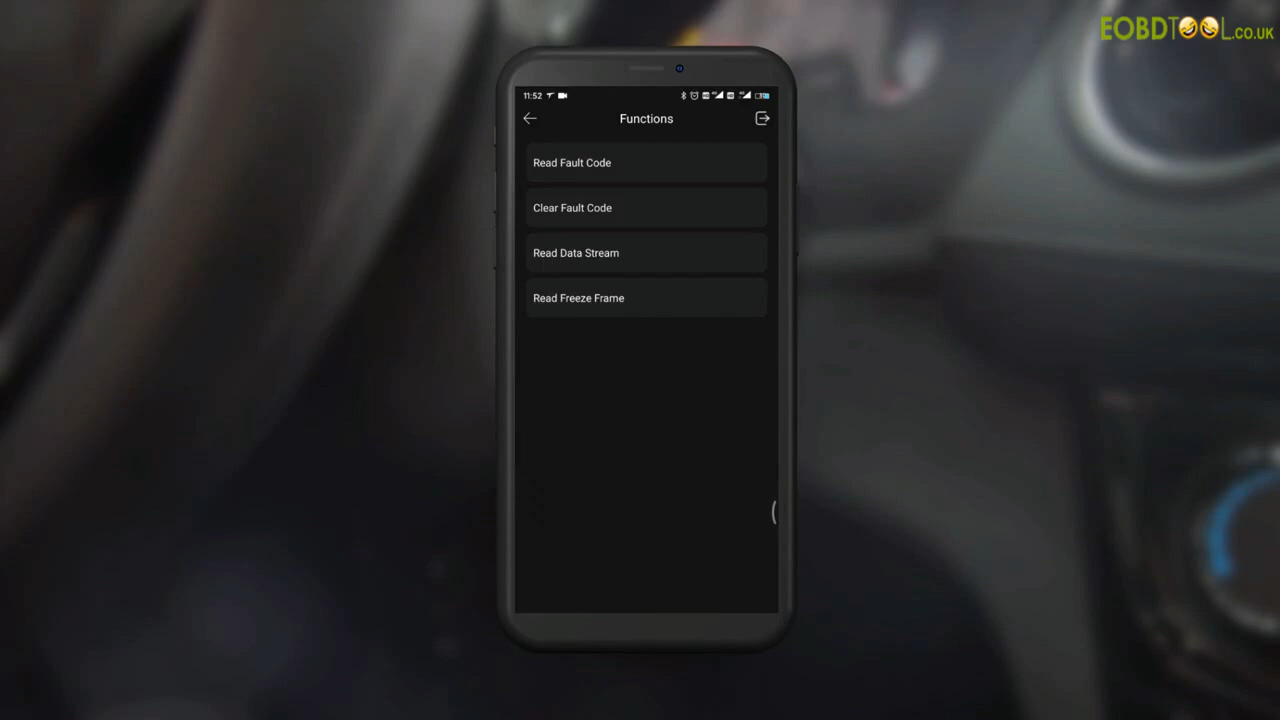 EOBDTOOL.co.uk
11:52
Functions
Read Fault Code
Clear Fault Code
Read Data Stream
Read Freeze Frame